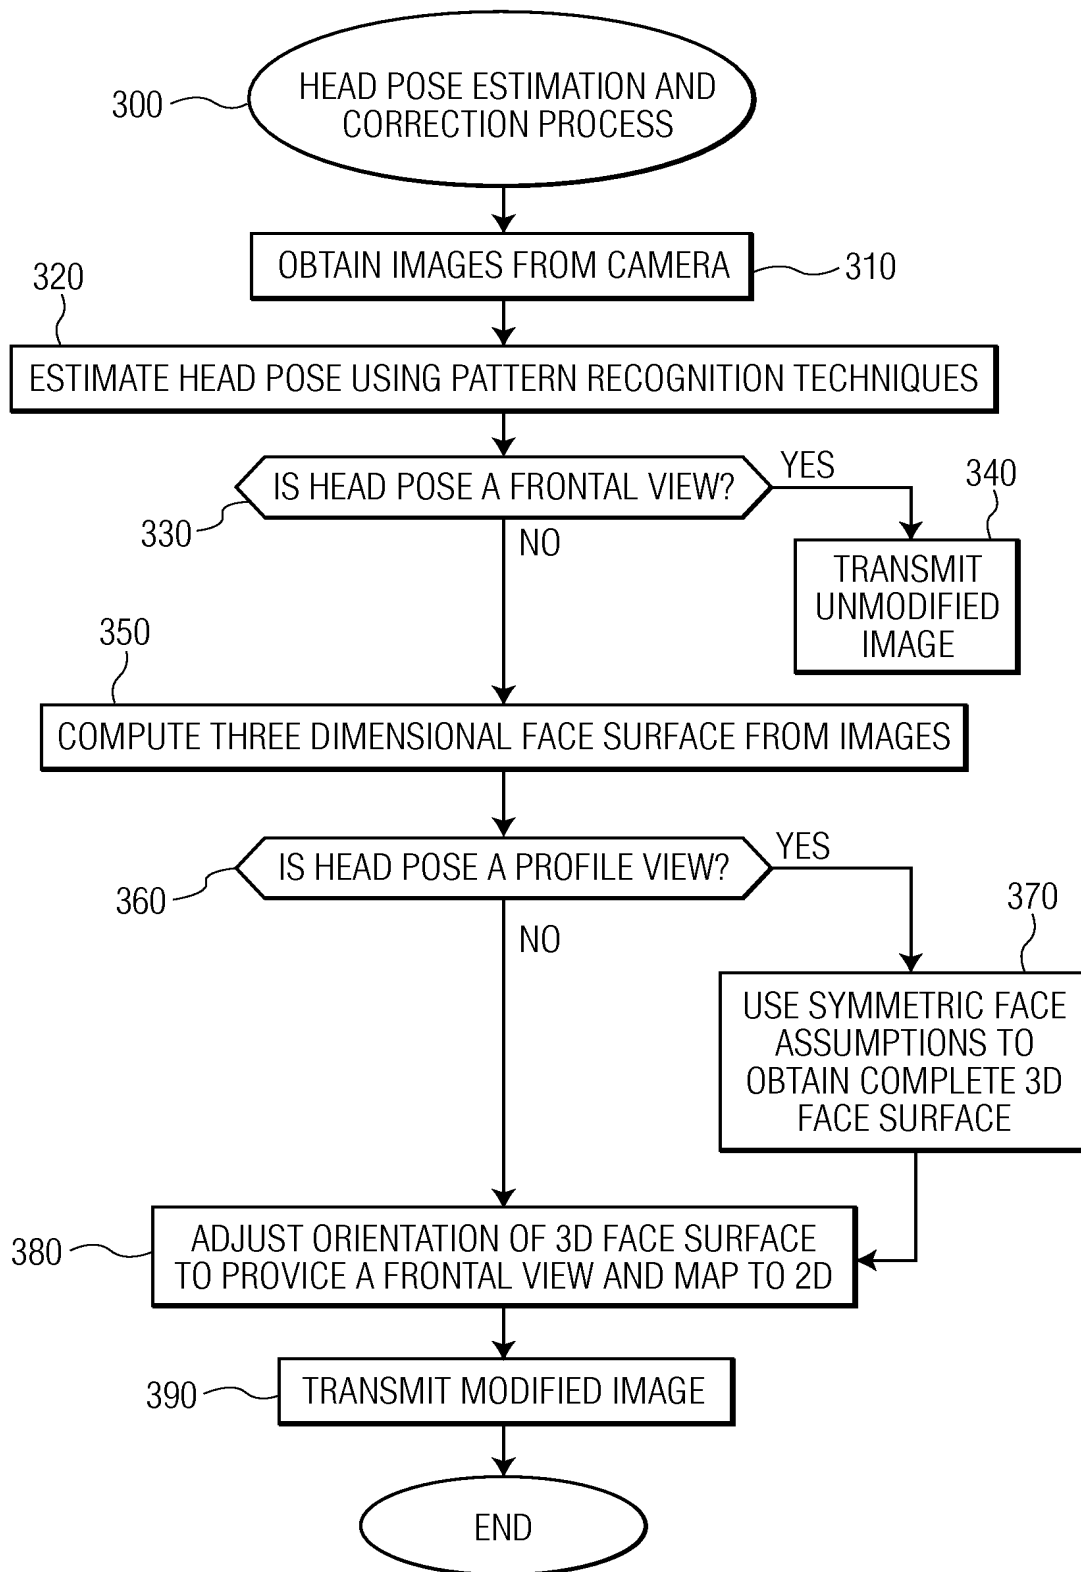 HEAD POSE ESTIMATION AND
CORRECTION PROCESS
300
OBTAIN IMAGES FROM CAMERA
310
320
ESTIMATE HEAD POSE USING PATTERN RECOGNITION TECHNIQUES
IS HEAD POSE A FRONTAL VIEW?
YES
330
NO
340
TRANSMIT
UNMODIFIED
IMAGE
350
COMPUTE THREE DIMENSIONAL FACE SURFACE FROM IMAGES
IS HEAD POSE A PROFILE VIEW?
YES
360
NO
370
USE SYMMETRIC FACE
ASSUMPTIONS TO
OBTAIN COMPLETE 3D
FACE SURFACE
380
ADJUST ORIENTATION OF 3D FACE SURFACE
TO PROVICE A FRONTAL VIEW AND MAP TO 2D
390
TRANSMIT MODIFIED IMAGE
END